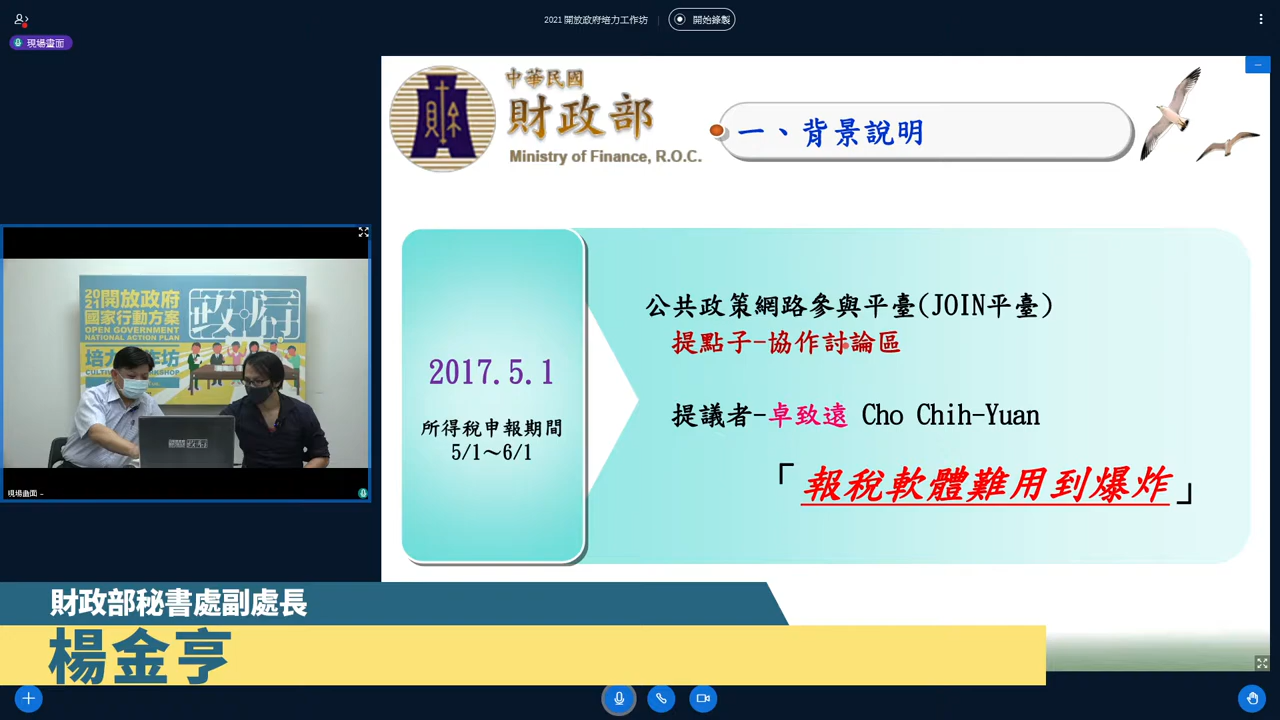 2021 開放政府培力工作坊
開始錄製
現場畫面
財
中華民國
財政部
Ministry of Finance, R.O.C.
一、背景說明
2021開放政府
國家行動方案
OPEN GOVERNMENT
NATIONAL ACTION PLAN
現場畫面
2017.5.1
所得稅申報期間
5/1～6/1
公共政策網路參與平臺(JOIN平臺)
提點子-協作討論區
提議者-卓致遠 Cho Chih-Yuan
「報稅軟體難用到爆炸」
財政部秘書處副處長
楊金亨